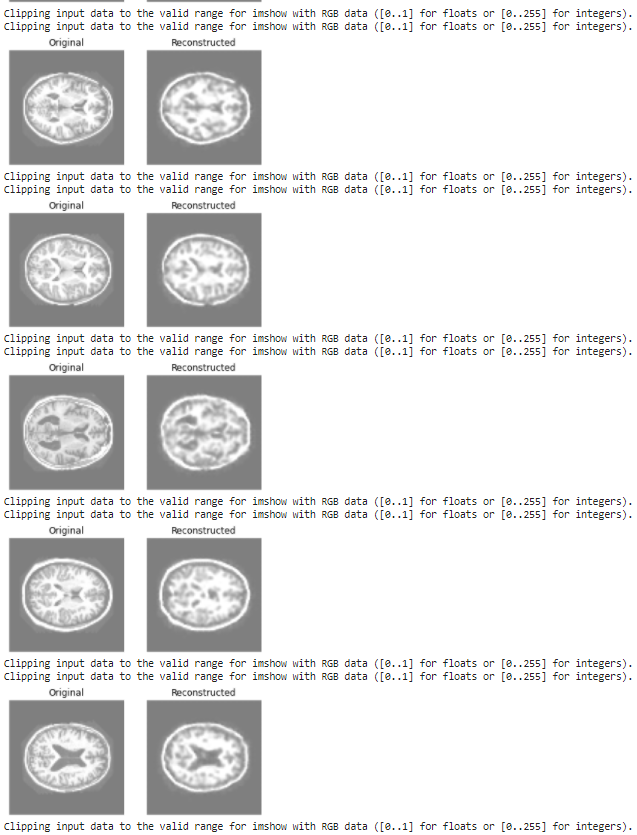 Clipping input data to the valid range for imshow with RGB data ([0..1] for floats or [0..255] for integers).
Clipping input data to the valid range for imshow with RGB data ([0..1] for floats or [0..255] for integers).
Original Reconstructed
Clipping input data to the valid range for imshow with RGB data ([0..1] for floats or [0..255] for integers).
Clipping input data to the valid range for imshow with RGB data ([0..1] for floats or [0..255] for integers).
Original Reconstructed
Clipping input data to the valid range for imshow with RGB data ([0..1] for floats or [0..255] for integers).
Clipping input data to the valid range for imshow with RGB data ([0..1] for floats or [0..255] for integers).
Original Reconstructed
Clipping input data to the valid range for imshow with RGB data ([0..1] for floats or [0..255] for integers).
Clipping input data to the valid range for imshow with RGB data ([0..1] for floats or [0..255] for integers).
Original Reconstructed
Clipping input data to the valid range for imshow with RGB data ([0..1] for floats or [0..255] for integers).
Clipping input data to the valid range for imshow with RGB data ([0..1] for floats or [0..255] for integers).
Original Reconstructed
Clipping input data to the valid range for imshow with RGB data ([0..1] for floats or [0..255] for integers).